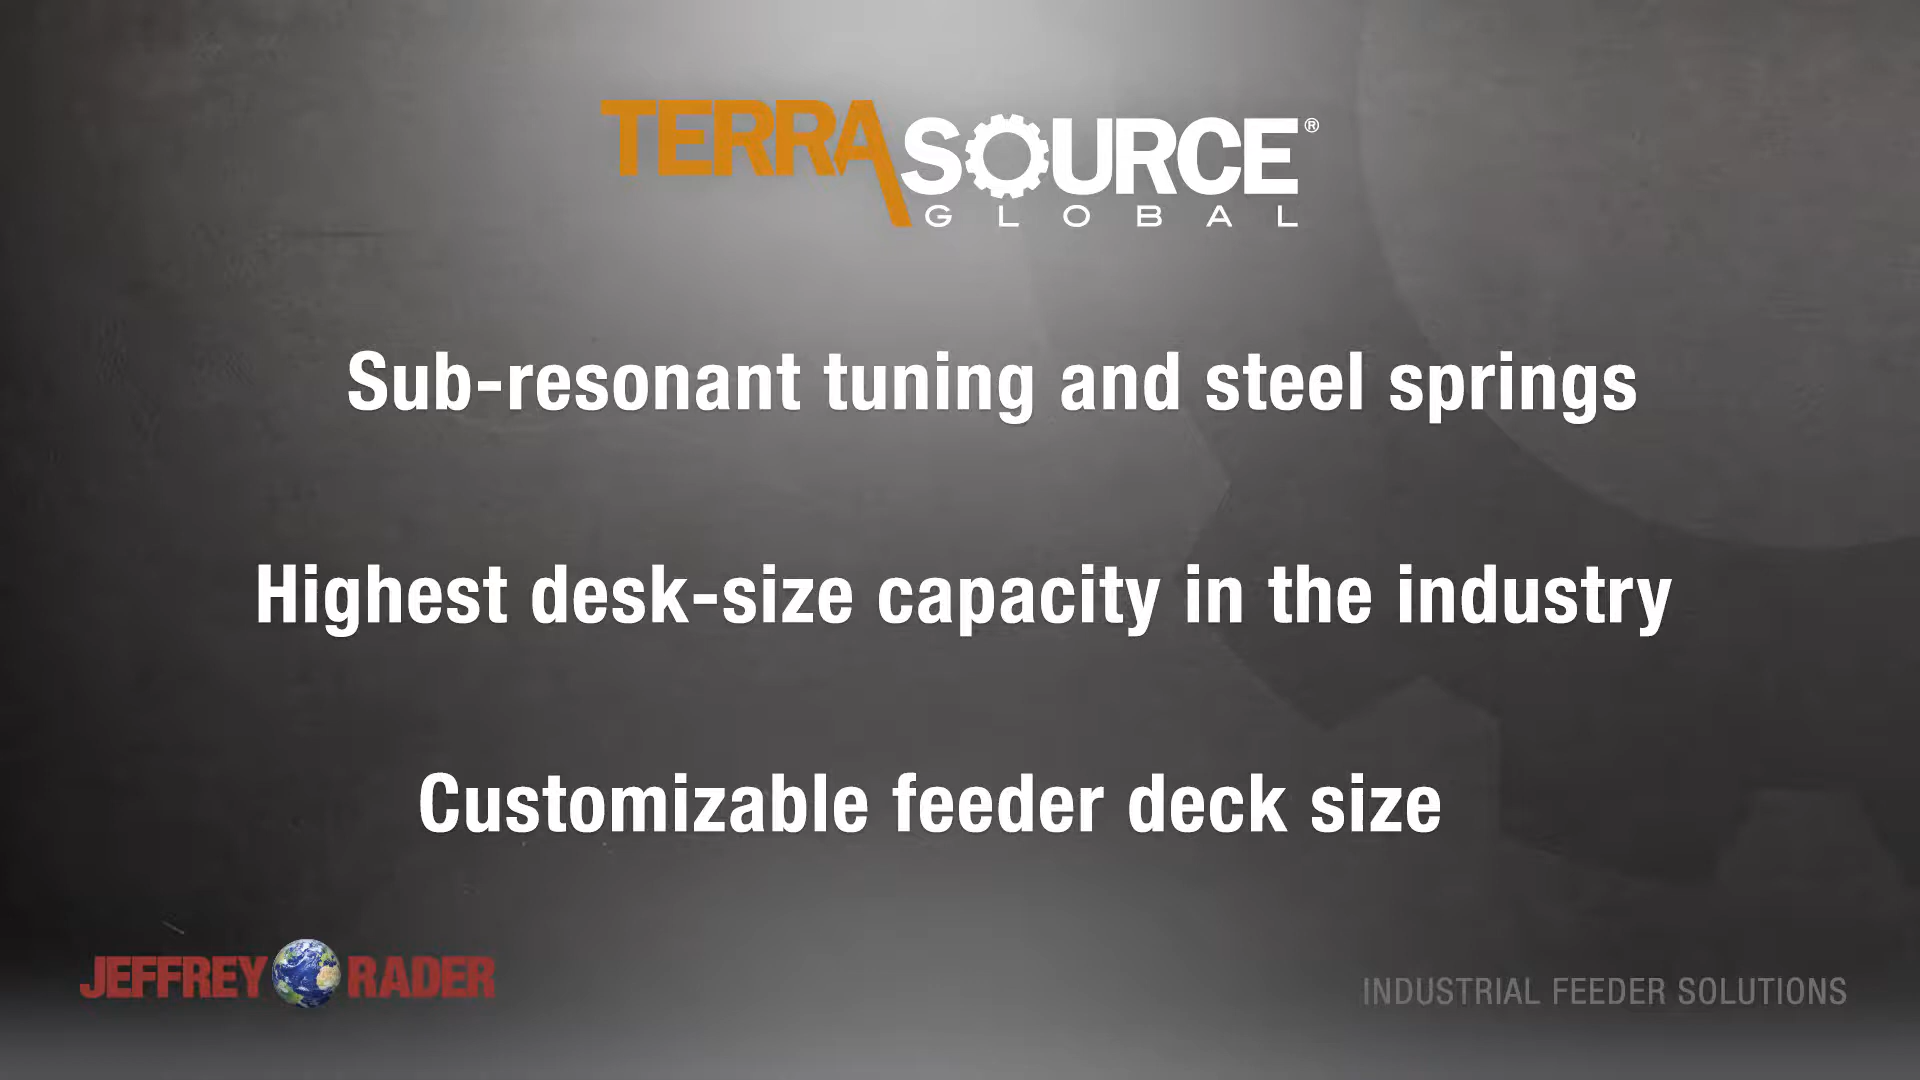 TERRASOURCE®
GLOBAL
Sub-resonant tuning and steel springs
Highest desk-size capacity in the industry
Customizable feeder deck size
JEFFREY RADER
INDUSTRIAL FEEDER SOLUTIONS